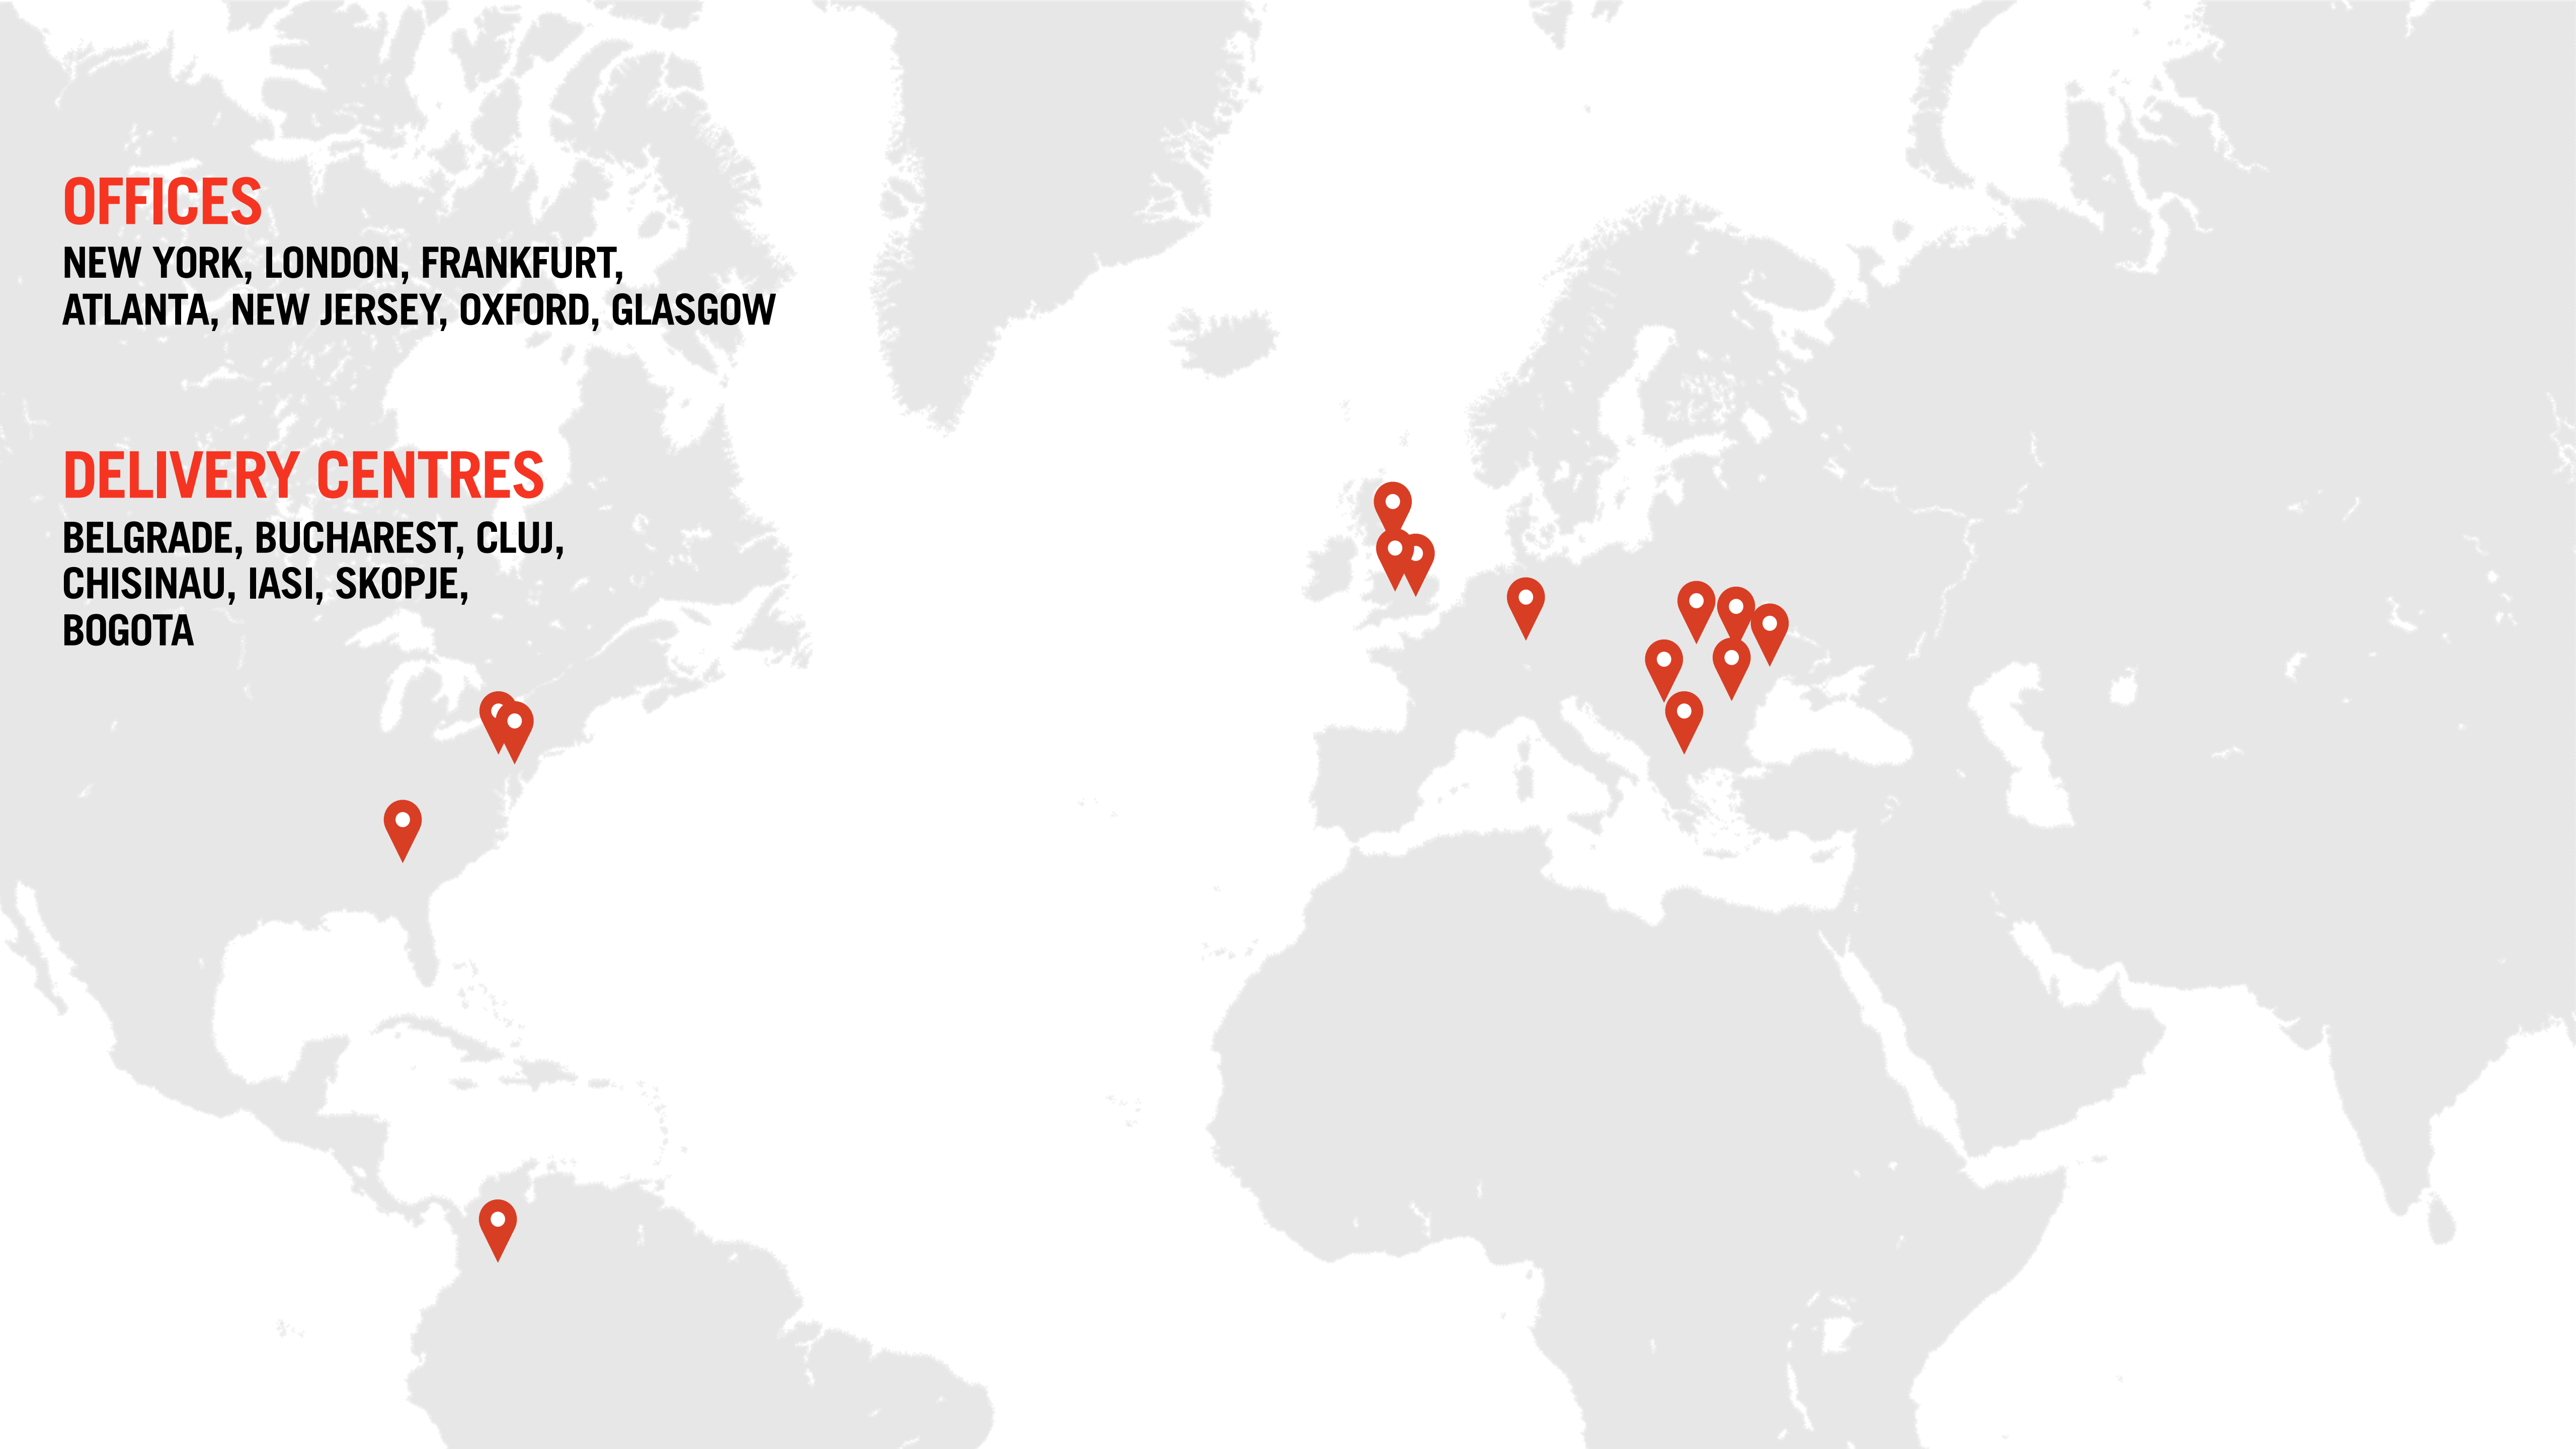 OFFICES
NEW YORK, LONDON, FRANKFURT,
ATLANTA, NEW JERSEY, OXFORD, GLASGOW
DELIVERY CENTRES
BELGRADE, BUCHAREST, CLUJ,
CHISINAU, IASI, SKOPJE,
BOGOTA